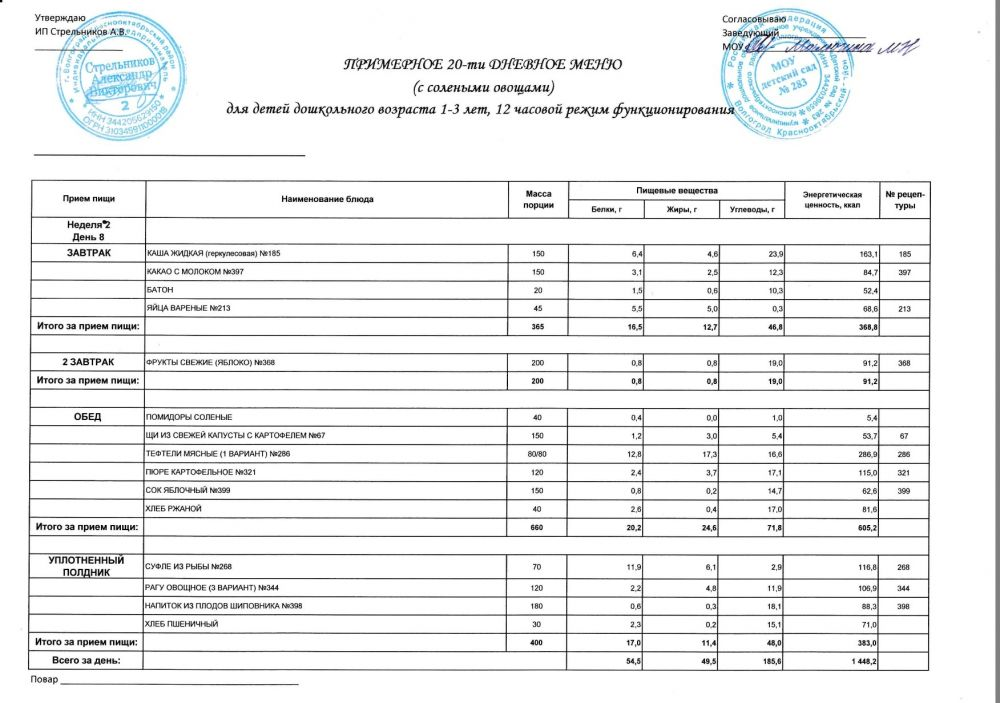 Утверждаю
ИП Стрельников А.В.
Согласовываю
Заведующий
МОУ
Стрельников
Александр
Викторович
2
ИНН 344205629150
ОГРН 310345911000018
МОУ
детский сад
№ 283
ПРИМЕРНОЕ 20-ти ДНЕВНОЕ МЕНЮ
(с солеными овощами)
для детей дошкольного возраста 1-3 лет, 12 часовой режим функционирования
Прием пищи Наименование блюда Масса порции Пищевые вещества Энергетическая ценность, ккал № рецеп-туры
Белки, г Жиры, г Углеводы, г
Неделя 2
День 8
ЗАВТРАК КАША ЖИДКАЯ (геркулесовая) №185 150 6,4 4,6 23,9 163,1 185
КАКАО С МОЛОКОМ №397 150 3,1 2,5 12,3 84,7 397
БАТОН 20 1,5 0,6 10,3 52,4
ЯЙЦА ВАРЕНЫЕ №213 45 5,5 5,0 0,3 68,6 213
Итого за прием пищи: 365 16,5 12,7 46,8 368,8
2 ЗАВТРАК ФРУКТЫ СВЕЖИЕ (ЯБЛОКО) №368 200 0,8 0,8 19,0 91,2 368
Итого за прием пищи: 200 0,8 0,8 19,0 91,2
ОБЕД ПОМИДОРЫ СОЛЕНЫЕ 40 0,4 0,0 1,0 5,4
ЩИ ИЗ СВЕЖЕЙ КАПУСТЫ С КАРТОФЕЛЕМ №67 150 1,2 3,0 5,4 53,7 67
ТЕФТЕЛИ МЯСНЫЕ (1 ВАРИАНТ) №286 80/80 12,8 17,3 16,6 286,9 286
ПЮРЕ КАРТОФЕЛЬНОЕ №321 120 2,4 3,7 17,1 115,0 321
СОК ЯБЛОЧНЫЙ №399 150 0,8 0,2 14,7 62,6 399
ХЛЕБ РЖАНОЙ 40 2,6 0,4 17,0 81,6
Итого за прием пищи: 660 20,2 24,6 71,8 605,2
УПЛОТНЕННЫЙ ПОЛДНИК СУФЛЕ ИЗ РЫБЫ №268 70 11,9 6,1 2,9 116,8 268
РАГУ ОВОЩНОЕ (3 ВАРИАНТ) №344 120 2,2 4,8 11,9 106,9 344
НАПИТОК ИЗ ПЛОДОВ ШИПОВНИКА №398 180 0,6 0,3 18,1 88,3 398
ХЛЕБ ПШЕНИЧНЫЙ 30 2,3 0,2 15,1 71,0
Итого за прием пищи: 400 17,0 11,4 48,0 383,0
Всего за день: 54,5 49,5 185,6 1 448,2
Повар